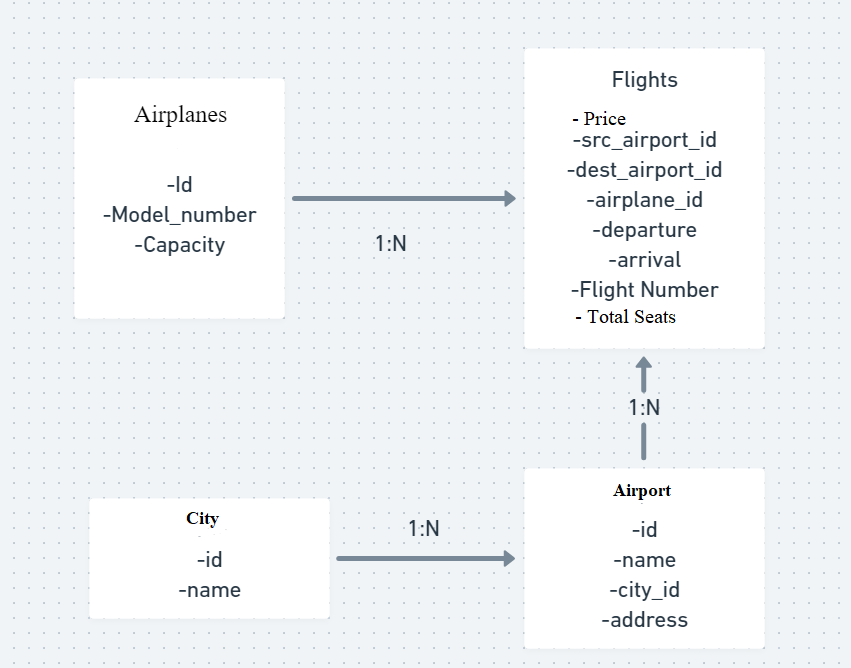 Airplanes
-Id
-Model_number
-Capacity
1:N
Flights
- Price
-src_airport_id
-dest_airport_id
-airplane_id
-departure
-arrival
-Flight Number
- Total Seats
1:N
City
-id
-name
1:N
Airport
-id
-name
-city_id
-address